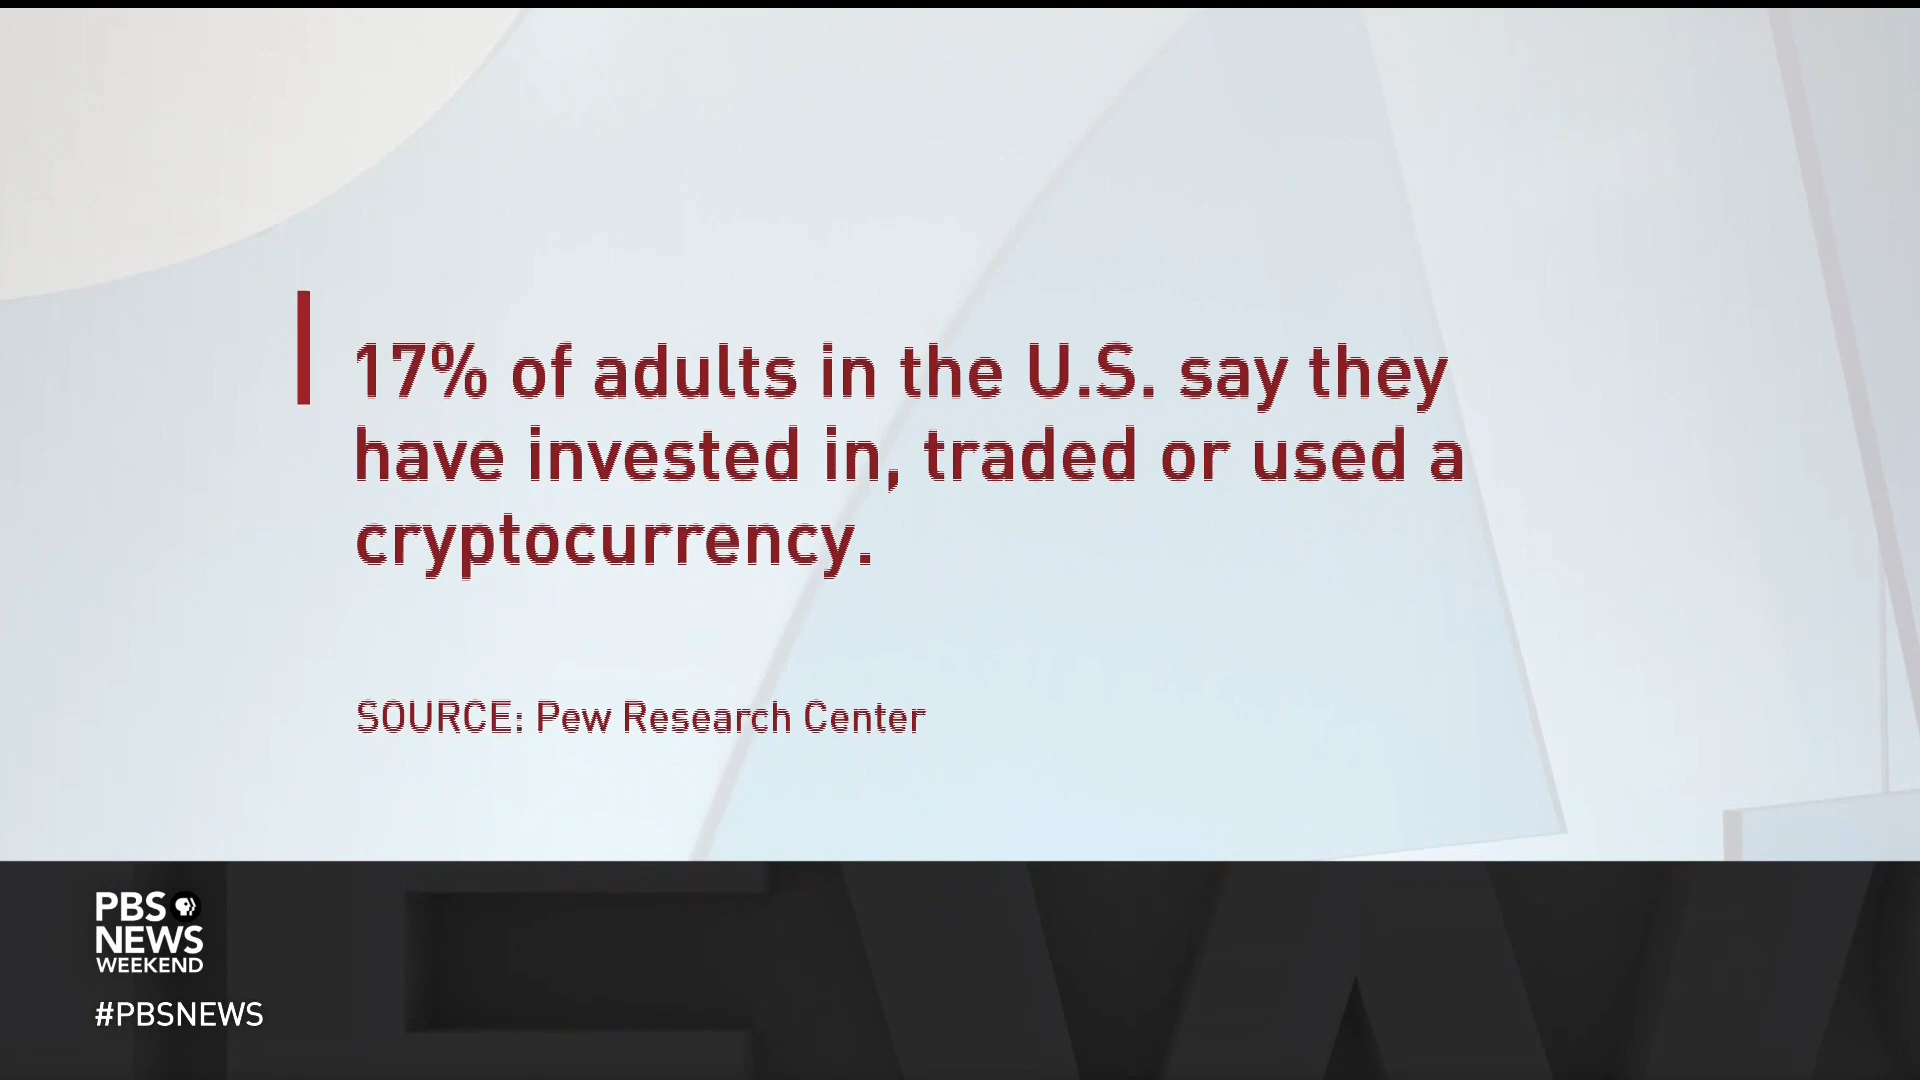 17% of adults in the U.S. say they
have invested in, traded or used a
cryptocurrency.
SOURCE: Pew Research Center
PBS
NEWS
WEEKEND
#PBSNEWS